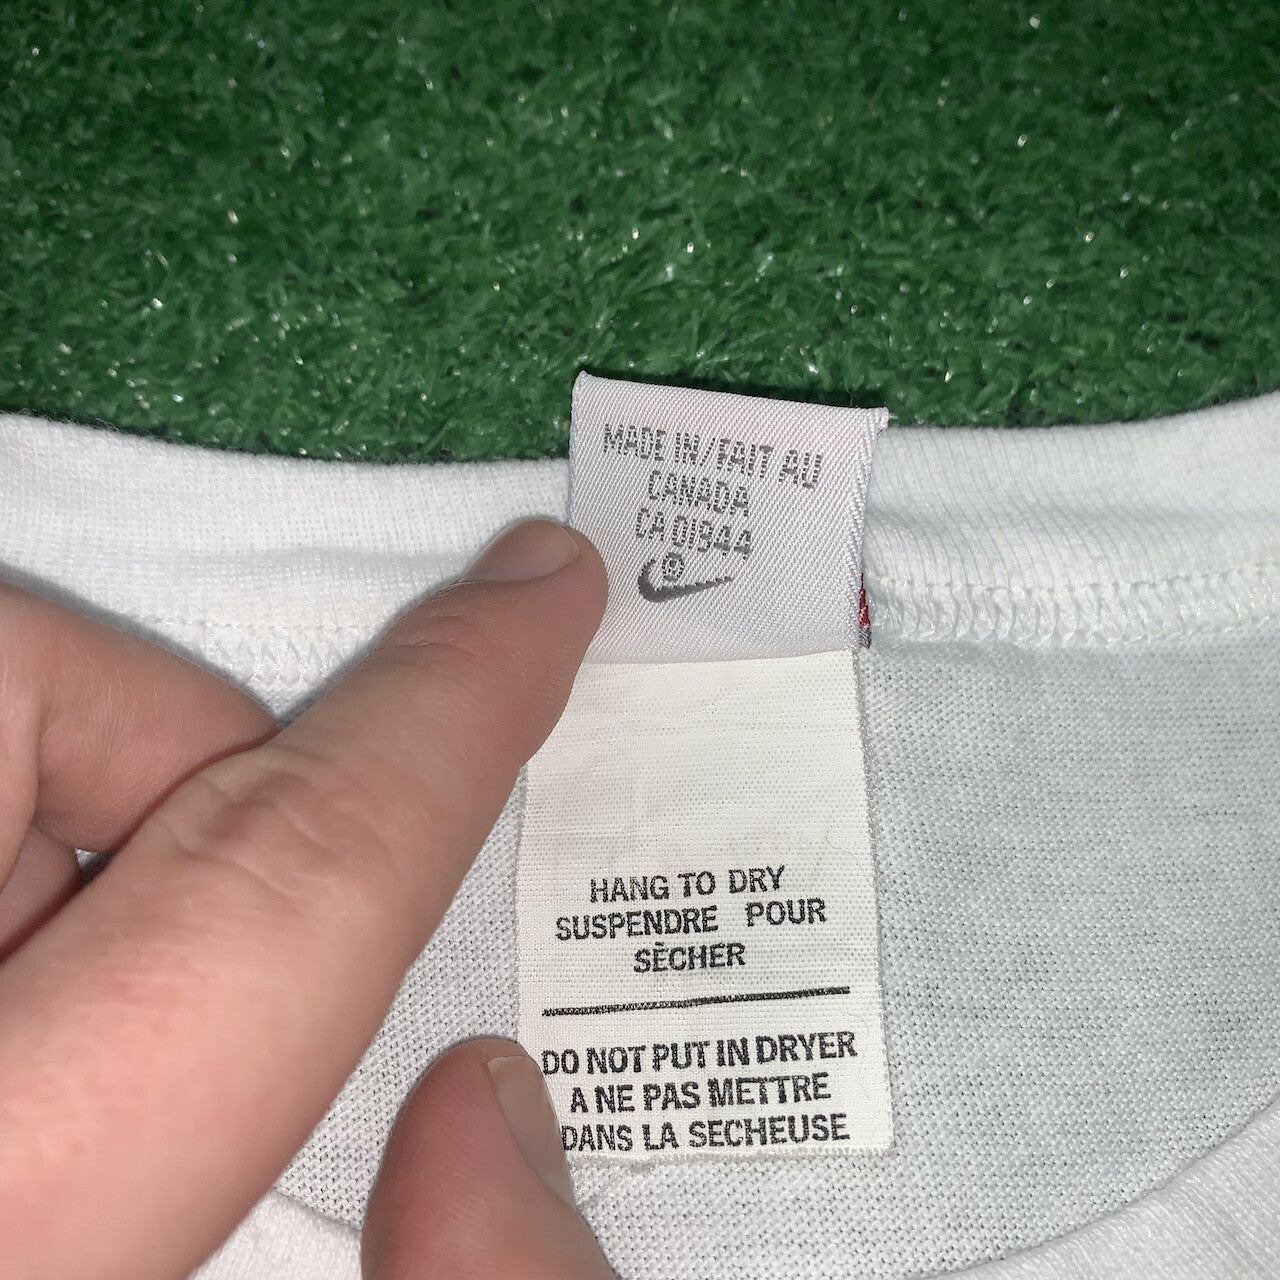 MADE IN/FAIT AU
CANADA
CA 01944
®
HANG TO DRY
SUSPENDRE POUR
SÈCHER
DO NOT PUT IN DRYER
A NE PAS METTRE
DANS LA SECHEUSE